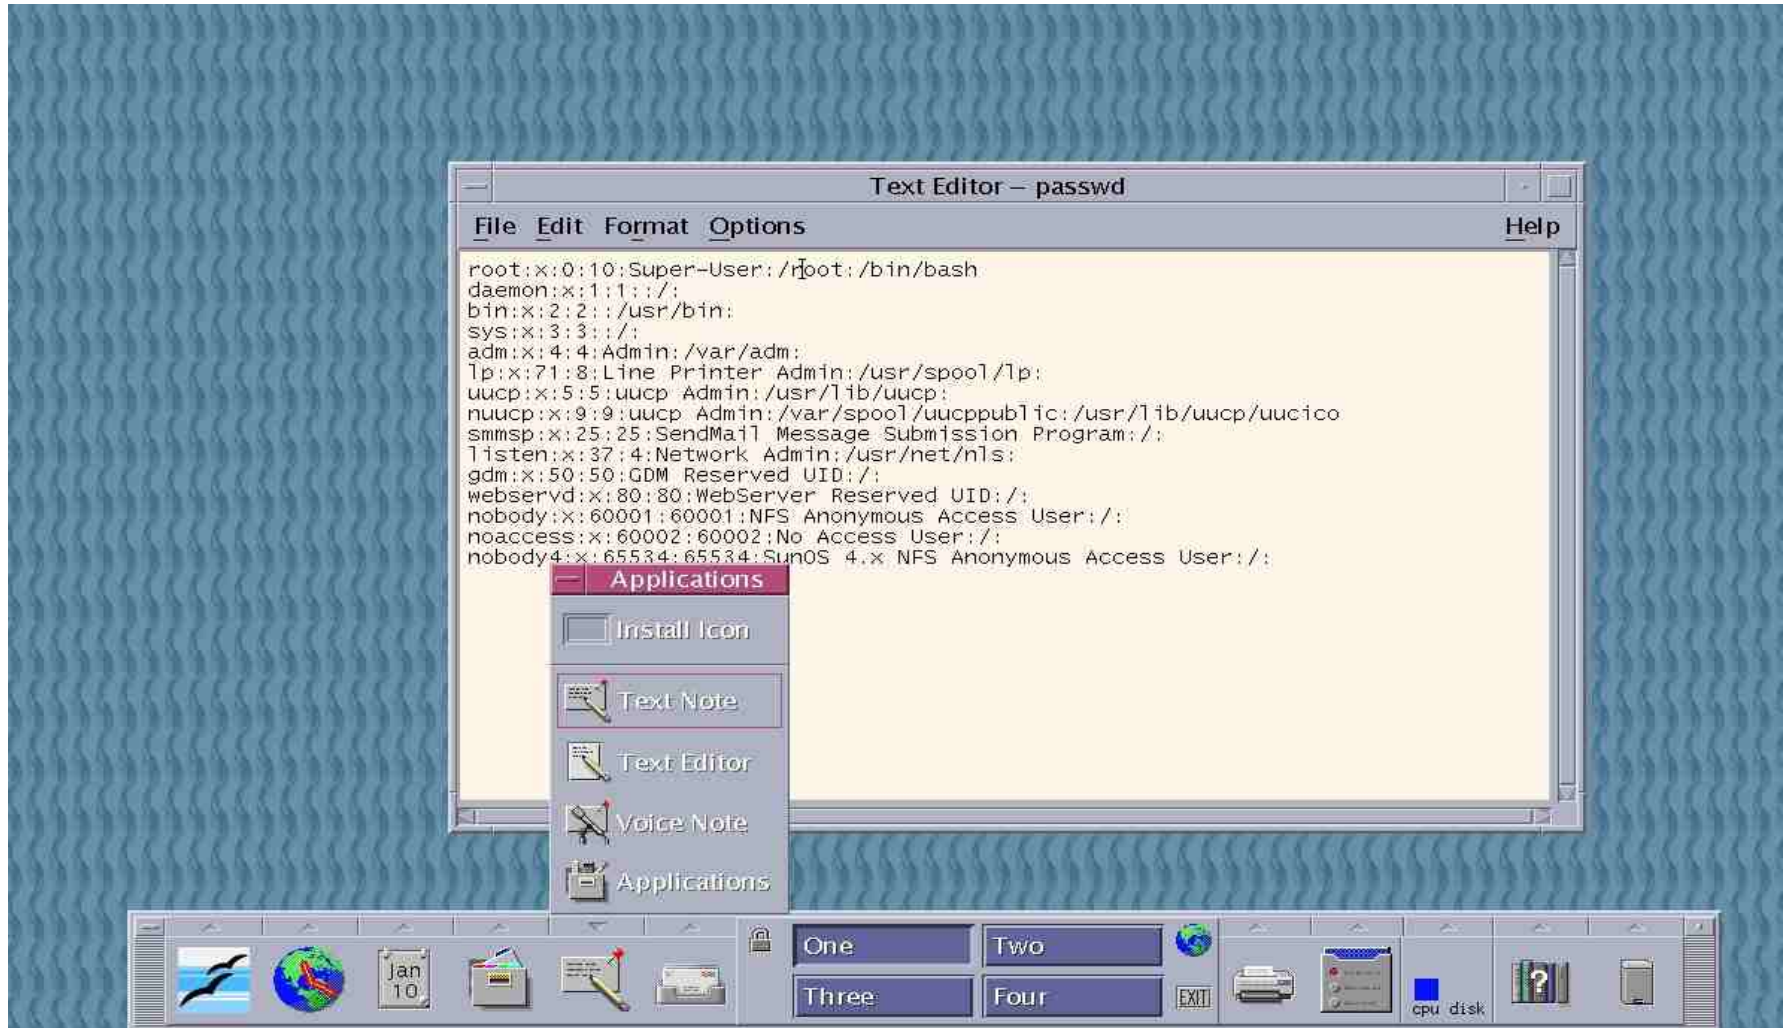 Text Editor – passwd
File Edit Format Options Help
root:x:0:10:Super-User:/root:/bin/bash
daemon:x:1:1::/:
bin:x:2:2::/usr/bin:
sys:x:3:3::/:
adm:x:4:4:Admin:/var/adm:
lp:x:71:8:Line Printer Admin:/usr/spool/lp:
uucp:x:5:5:uucp Admin:/usr/lib/uucp:
nuucp:x:9:9:uucp Admin:/var/spool/uucppublic:/usr/lib/uucp/uucico
smmsp:x:25:25:SendMail Message Submission Program:/:
listen:x:37:4:Network Admin:/usr/net/nls:
gdm:x:50:50:GDM Reserved UID:/:
webservd:x:80:80:WebServer Reserved UID:/:
nobody:x:60001:60001:NFS Anonymous Access User:/:
noaccess:x:60002:60002:No Access User:/:
nobody4:x:65534:65534:SunOS 4.x NFS Anonymous Access User:/:
Applications
Install Icon
Text Note
Text Editor
Voice Note
Applications
One Two
Jan
10
Three Four
EXIT
cpu disk
?